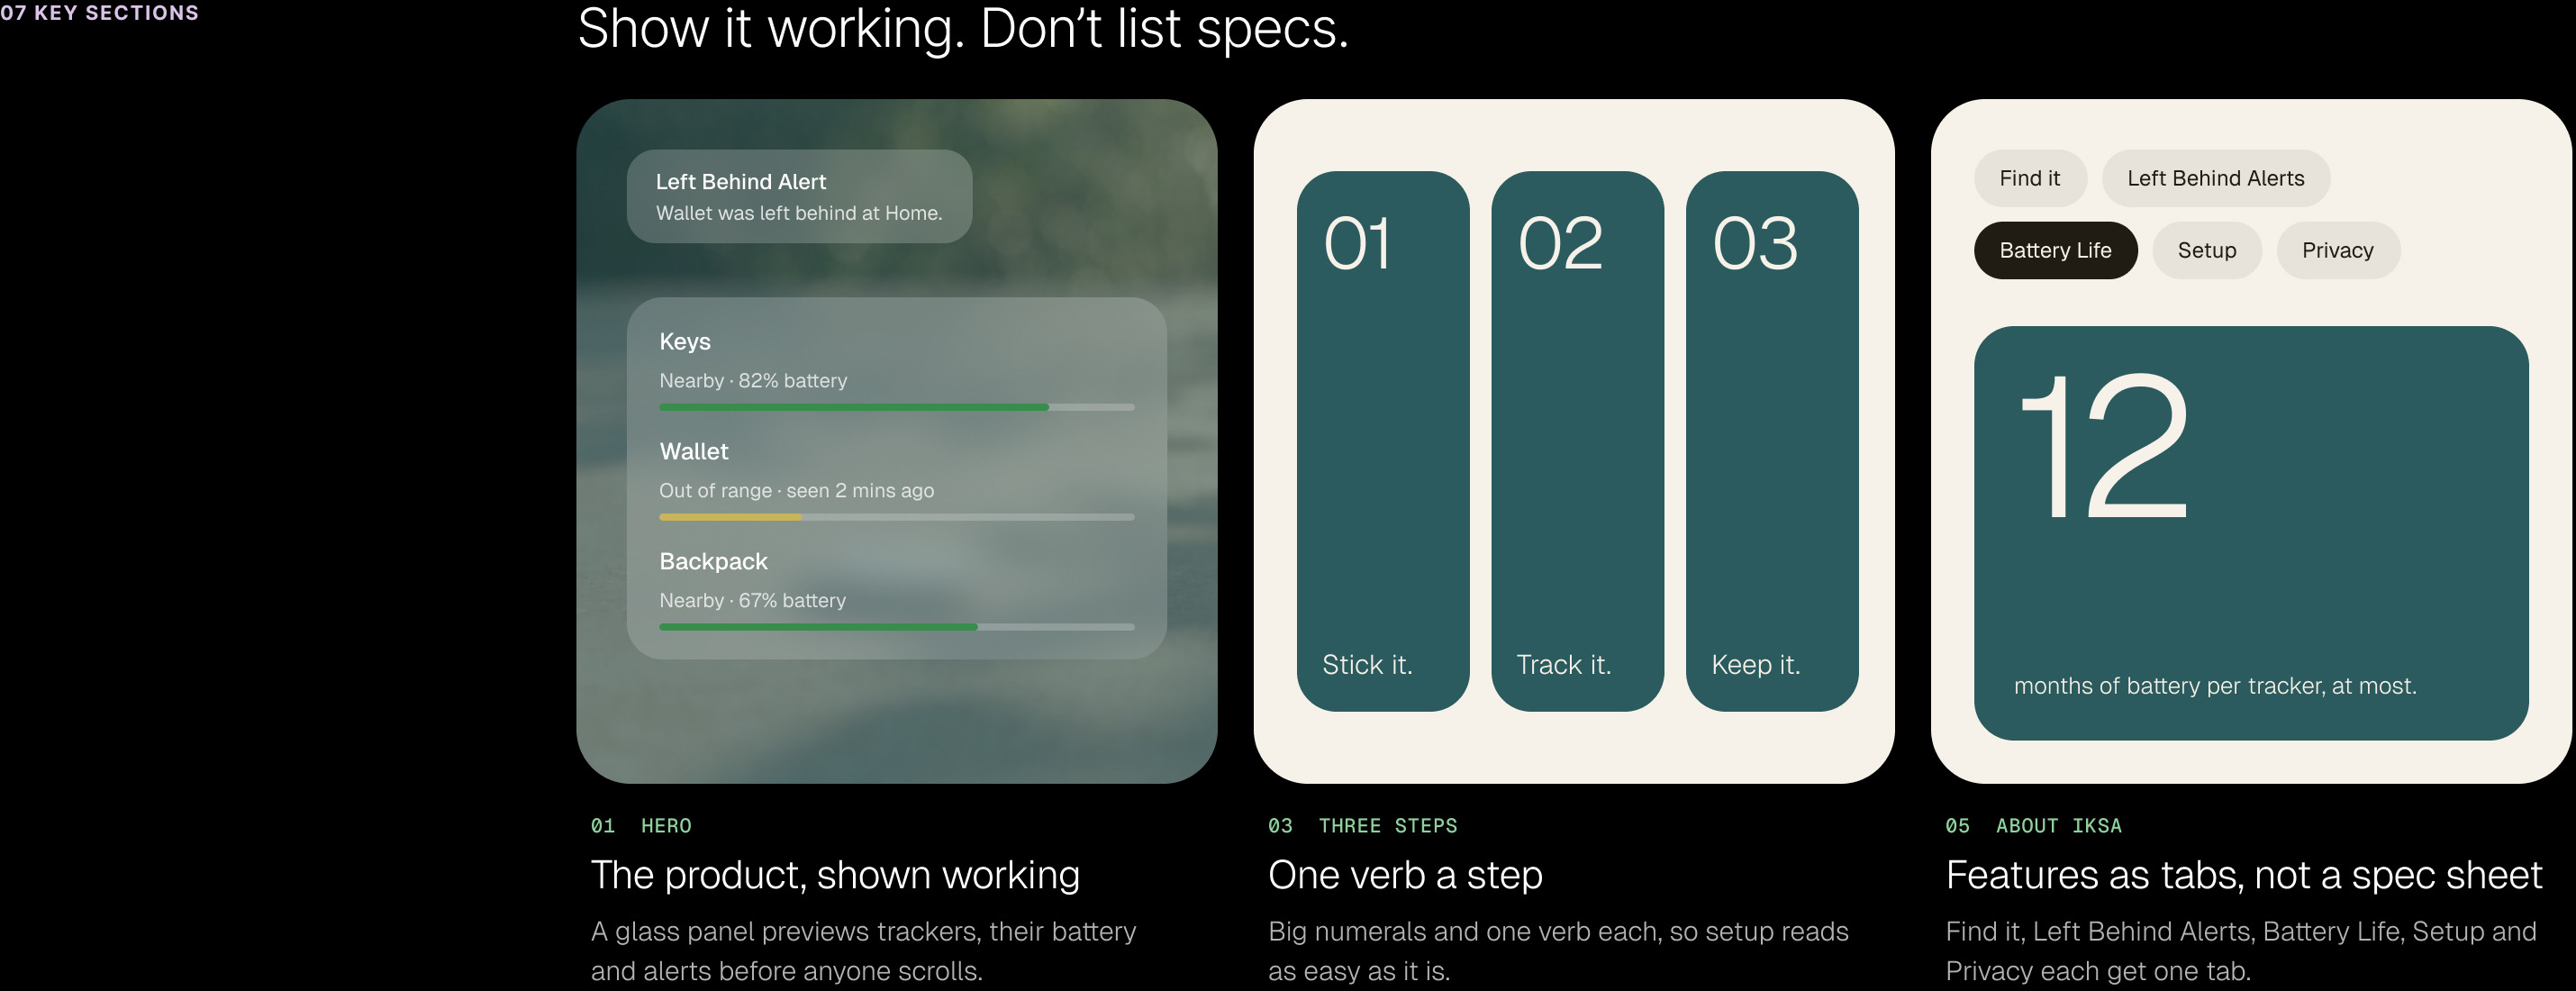 07 KEY SECTIONS
Show it working. Don’t list specs.
Left Behind Alert
Wallet was left behind at Home.
Keys
Nearby · 82% battery
Wallet
Out of range · seen 2 mins ago
Backpack
Nearby · 67% battery
01 HERO
The product, shown working
A glass panel previews trackers, their battery
and alerts before anyone scrolls.
01
Stick it.
02
Track it.
03
Keep it.
03 THREE STEPS
One verb a step
Big numerals and one verb each, so setup reads
as easy as it is.
Find it
Left Behind Alerts
Battery Life
Setup
Privacy
12
months of battery per tracker, at most.
05 ABOUT IKSA
Features as tabs, not a spec sheet
Find it, Left Behind Alerts, Battery Life, Setup and
Privacy each get one tab.